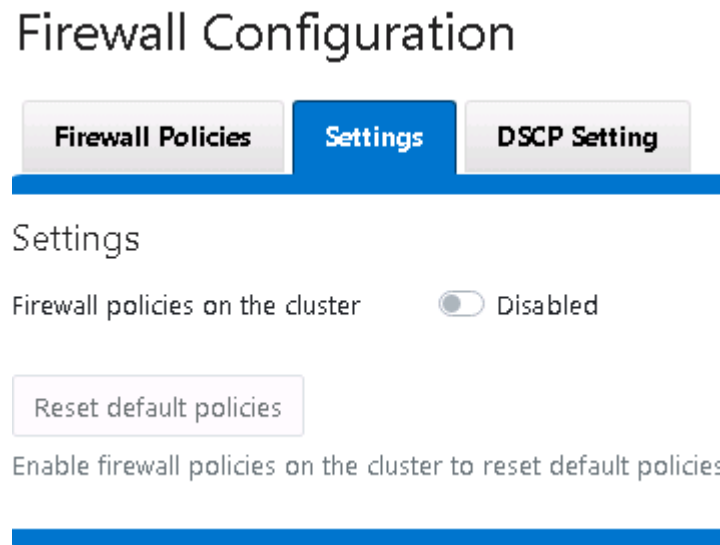 Firewall Configuration
Firewall Policies Settings DSCP Setting
Settings
Firewall policies on the cluster Disabled
Reset default policies
Enable firewall policies on the cluster to reset default policies